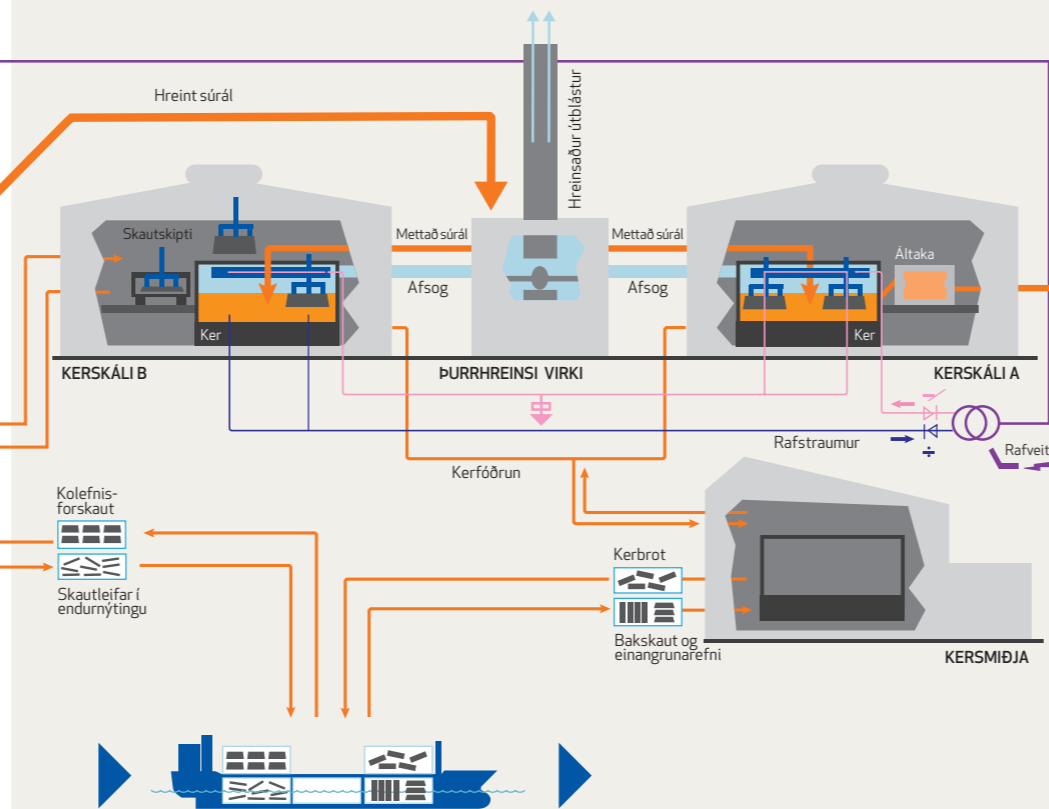 Hreint súrál
Hreinsaður útblástur
Skautskipti
Mettað súrál
Mettað súrál
Áltaka
Afsog
Afsog
Ker
Ker
KERSKÁLI B
ÞURRHREINSI VIRKI
KERSKÁLI A
Rafstraumur
÷
Rafveit
Kerfóðrun
Kolefnis-
forskaut
Kerbrot
Skautleifar í
endurnýtingu
Bakskaut og
einangrunarefni
KERSMIÐJA